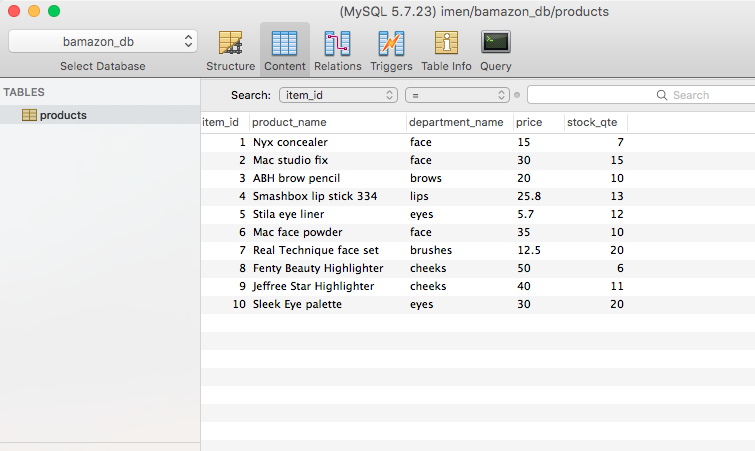 (MySQL 5.7.23) imen/bamazon_db/products
bamazon_db
Select Database
Structure Content Relations Triggers Table Info Query
TABLES
products
Search: item_id = Search
item_id product_name department_name price stock_qte
1 Nyx concealer face 15 7
2 Mac studio fix face 30 15
3 ABH brow pencil brows 20 10
4 Smashbox lip stick 334 lips 25.8 13
5 Stila eye liner eyes 5.7 12
6 Mac face powder face 35 10
7 Real Technique face set brushes 12.5 20
8 Fenty Beauty Highlighter cheeks 50 6
9 Jeffree Star Highlighter cheeks 40 11
10 Sleek Eye palette eyes 30 20